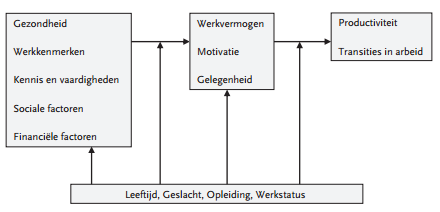 Gezondheid
Werkkenmerken
Kennis en vaardigheden
Sociale factoren
Financiële factoren
Werkvermogen
Motivatie
Gelegenheid
Productiviteit
Transities in arbeid
Leeftijd, Geslacht, Opleiding, Werkstatus